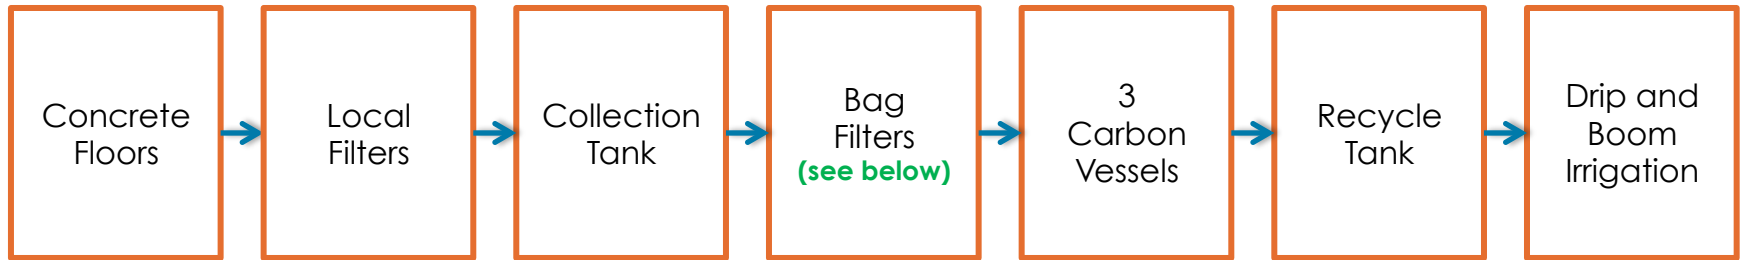 Concrete
Floors
Local
Filters
Collection
Tank
Bag
Filters
(see below)
3
Carbon
Vessels
Recycle
Tank
Drip and
Boom
Irrigation